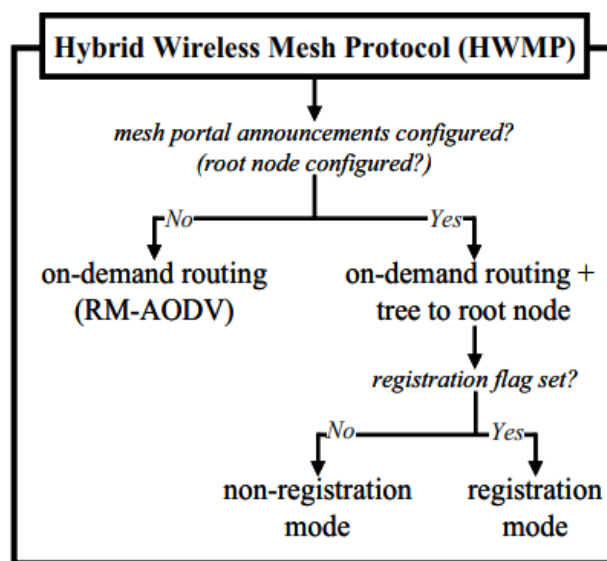 Hybrid Wireless Mesh Protocol (HWMP)
mesh portal announcements configured?
(root node configured?)
No
Yes
on-demand routing
(RM-AODV)
on-demand routing +
tree to root node
registration flag set?
No
Yes
non-registration
mode
registration
mode